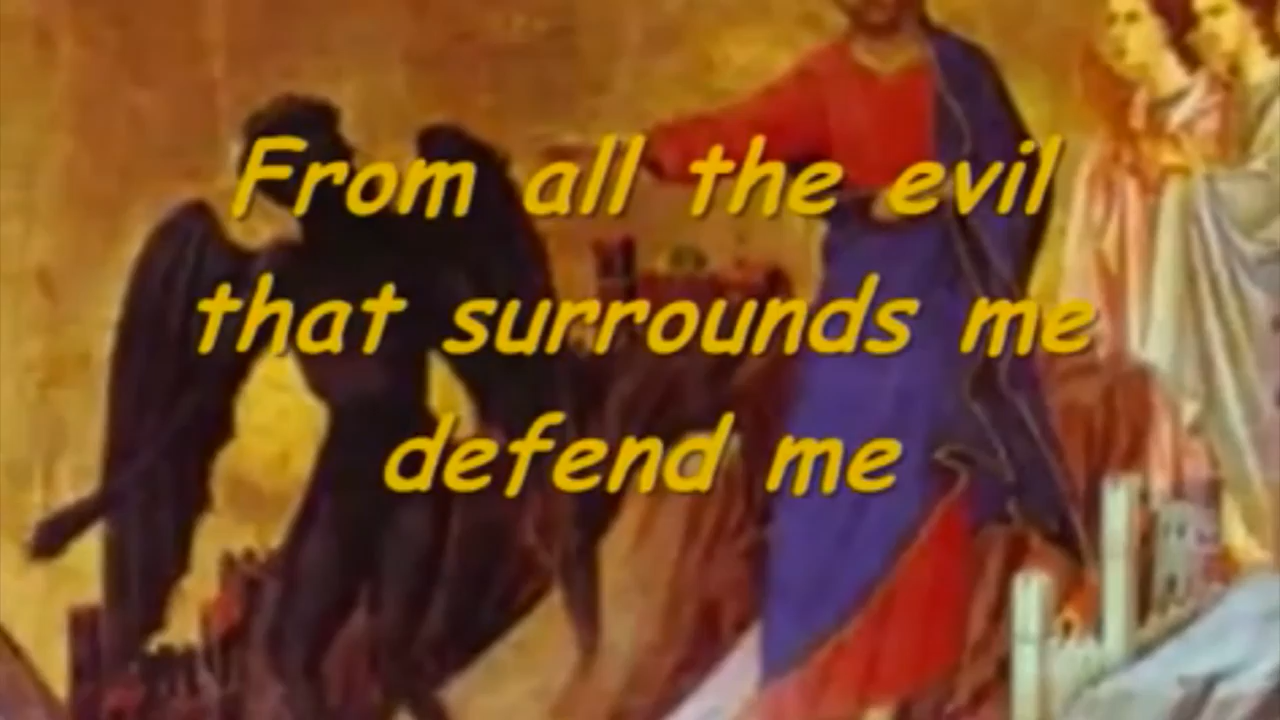 From all the evil
that surrounds me
defend me